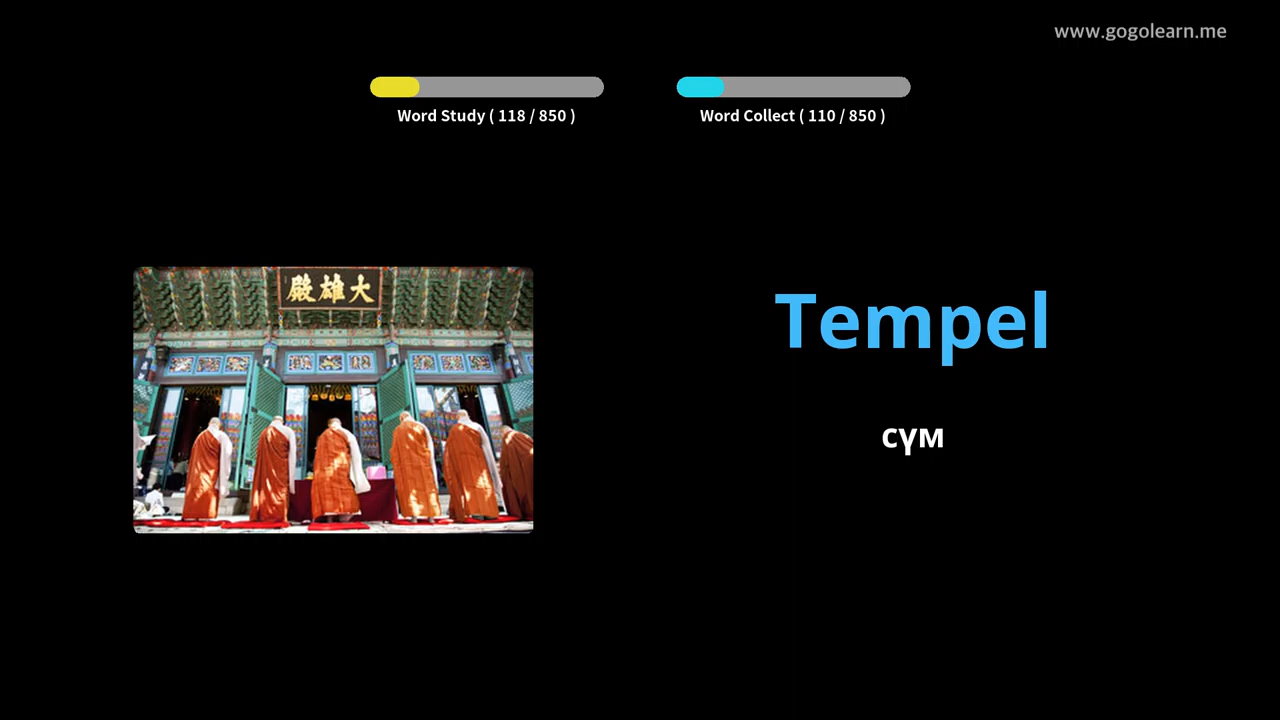 www.gogolearn.me
Word Study ( 118 / 850 )
Word Collect ( 110 / 850 )
殿雄大
Tempel
сүм